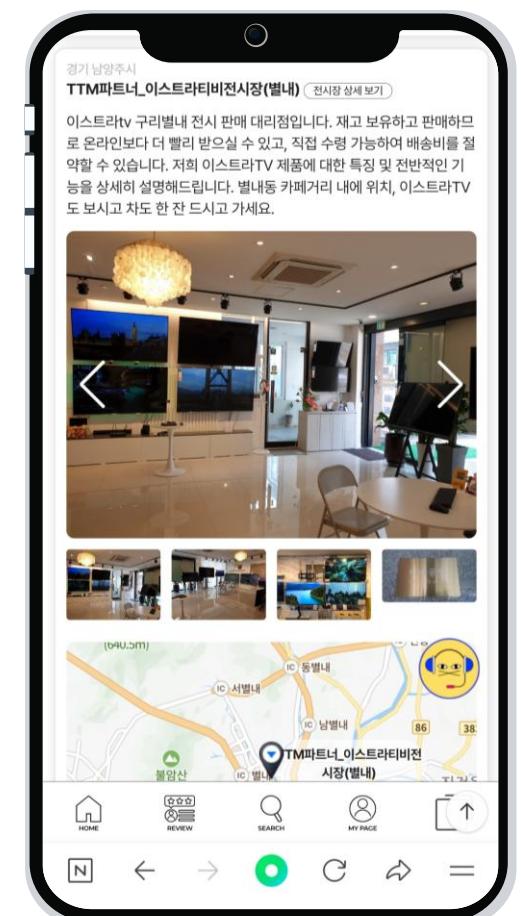 경기 남양주시
TTM파트너_이스트라티비전시장(별내) 전시장 상세 보기
이스트라tv 구리별내 전시 판매 대리점입니다. 재고 보유하고 판매하므
로 온라인보다 더 빨리 받으실 수 있고, 직접 수령 가능하여 배송비를 절
약할 수 있습니다. 저희 이스트라TV 제품에 대한 특징 및 전반적인 기
능을 상세히 설명해드립니다. 별내동 카페거리 내에 위치, 이스트라TV
도 보시고 차도 한 잔 드시고 가세요.
(640.5m)
IC 동별내
IC 서별내
IC 남별내
86
38
TM파트너_이스트라티비전
시장(별내)
불암산
IC 별내
HOME
REVIEW
SEARCH
MY PAGE
N